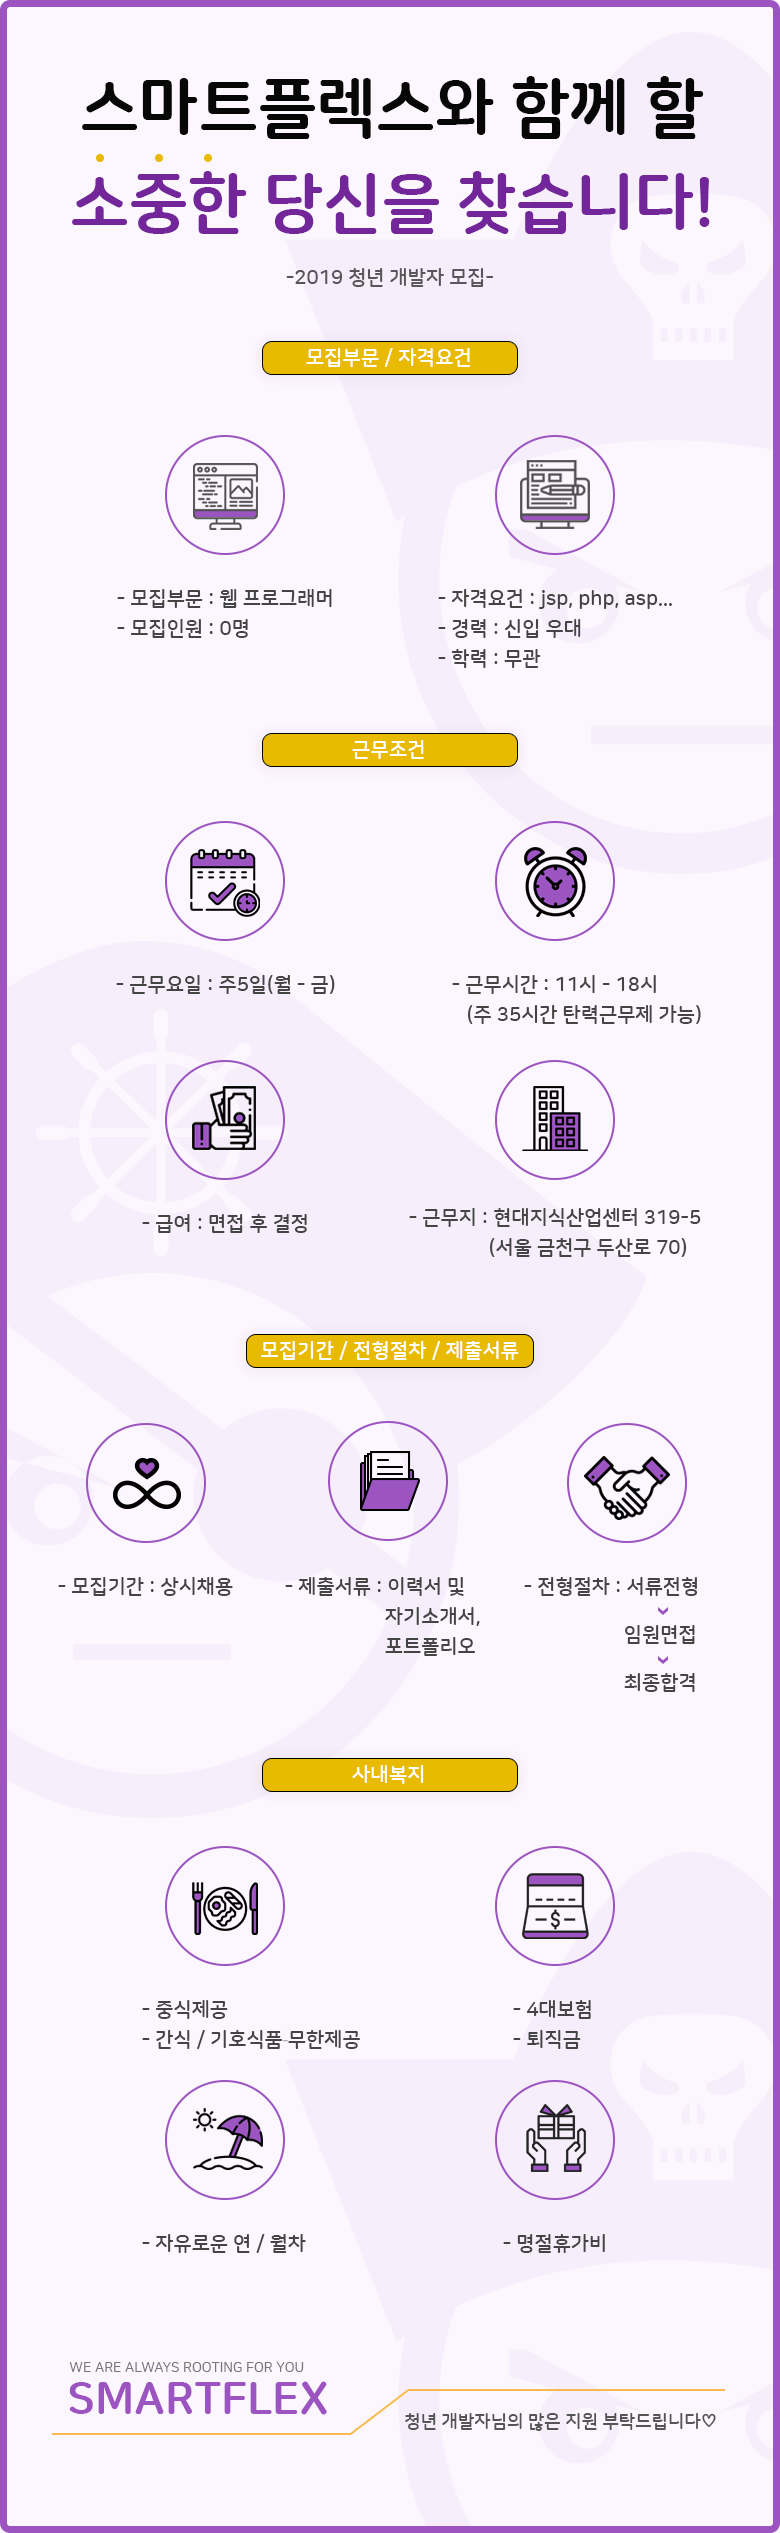 스마트플렉스와 함께 할
소중한 당신을 찾습니다!
-2019 청년 개발자 모집-
모집부문 / 자격요건
- 모집부문 : 웹 프로그래머
- 모집인원 : 0명
- 자격요건 : jsp, php, asp...
- 경력 : 신입 우대
- 학력 : 무관
근무조건
- 근무요일 : 주5일(월 - 금)
- 근무시간 : 11시 - 18시
(주 35시간 탄력근무제 가능)
- 급여 : 면접 후 결정
- 근무지 : 현대지식산업센터 319-5
(서울 금천구 두산로 70)
모집기간 / 전형절차 / 제출서류
- 모집기간 : 상시채용
- 제출서류 : 이력서 및
자기소개서,
포트폴리오
- 전형절차 : 서류전형
임원면접
최종합격
사내복지
- 중식제공
- 간식 / 기호식품 무한제공
- 4대보험
- 퇴직금
$
- 자유로운 연 / 월차
- 명절휴가비
WE ARE ALWAYS ROOTING FOR YOU
SMARTFLEX
청년 개발자님의 많은 지원 부탁드립니다♡